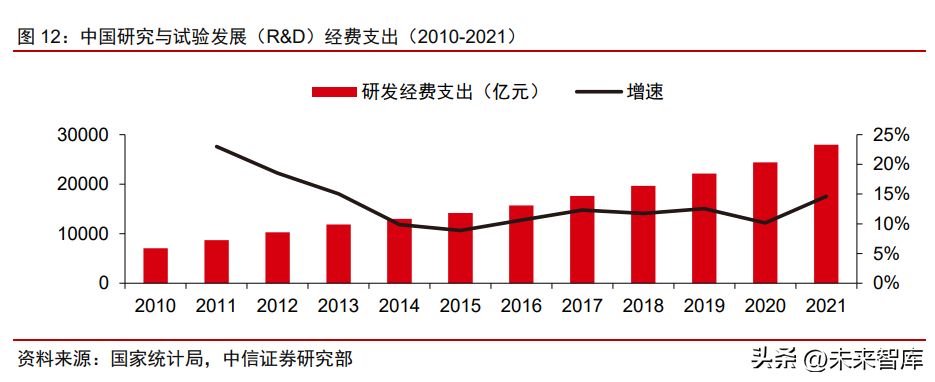 图 12：中国研究与试验发展（R&D）经费支出（2010-2021）
研发经费支出（亿元） 增速
30000 25%
20%
20000 15%
10000 10%
5%
0 0%
2010 2011 2012 2013 2014 2015 2016 2017 2018 2019 2020 2021
资料来源：国家统计局，中信证券研究部
头条 @未来智库